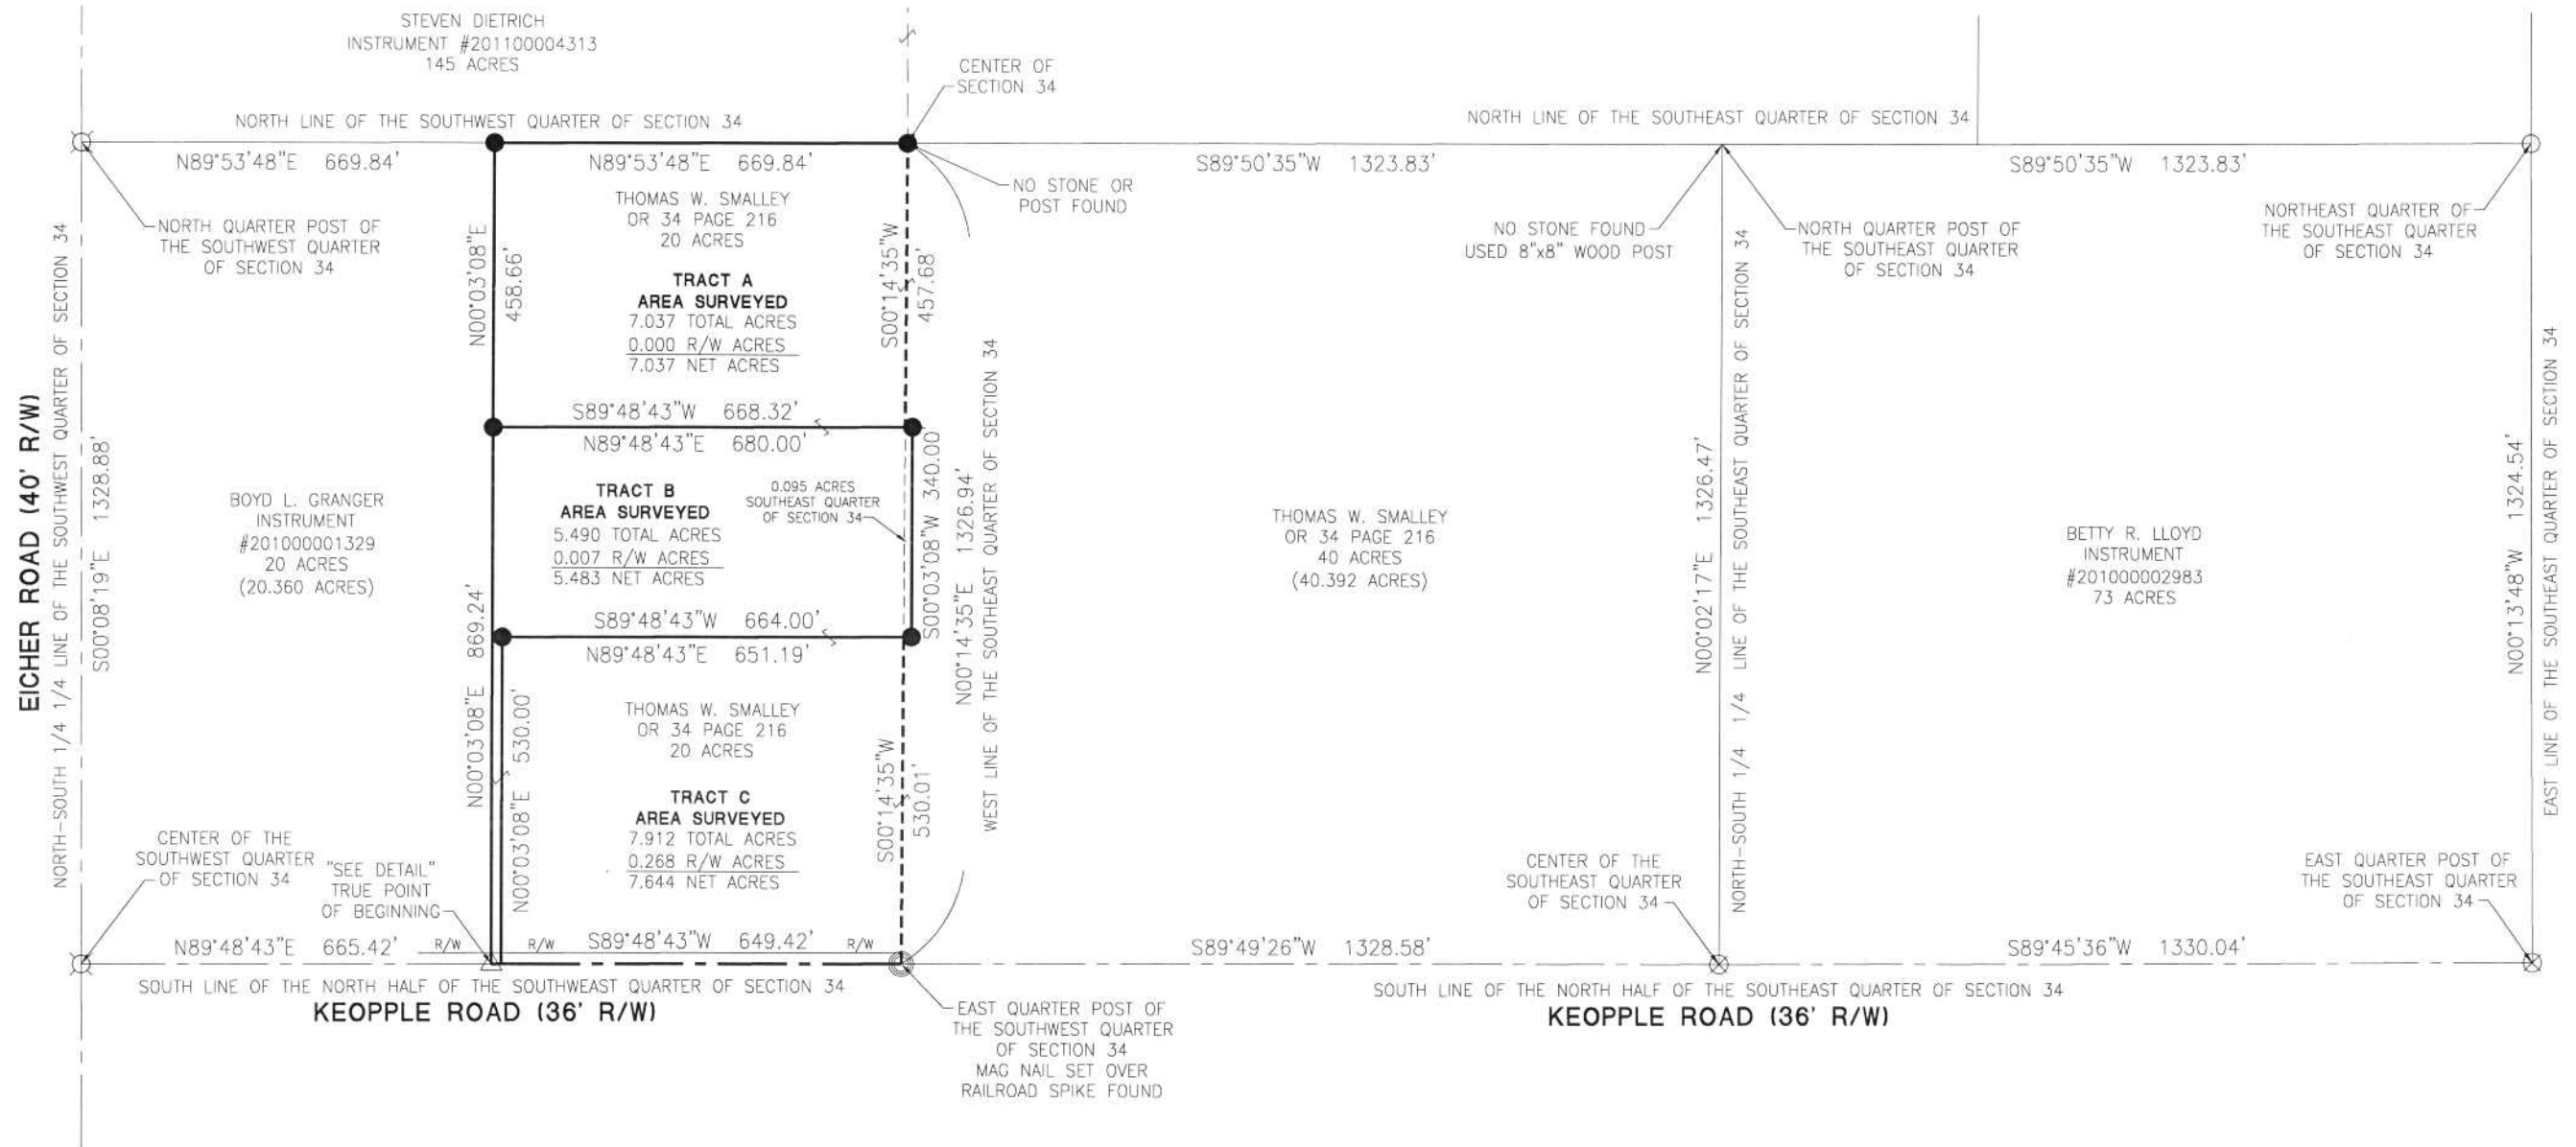 STEVEN DIETRICH
INSTRUMENT #201100004313
145 ACRES
CENTER OF
SECTION 34
NORTH LINE OF THE SOUTHWEST QUARTER OF SECTION 34
NORTH LINE OF THE SOUTHEAST QUARTER OF SECTION 34
N89°53'48"E 669.84'
N89°53'48"E 669.84'
S89°50'35"W 1323.83'
S89°50'35"W 1323.83'
NO STONE OR
POST FOUND
NORTH QUARTER POST OF
THE SOUTHWEST QUARTER
OF SECTION 34
THOMAS W. SMALLEY
OR 34 PAGE 216
20 ACRES
TRACT A
AREA SURVEYED
7.037 TOTAL ACRES
0.000 R/W ACRES
7.037 NET ACRES
N00°03'08"E
458.66'
S00°14'35"W
457.68'
NO STONE FOUND
USED 8"x8" WOOD POST
NORTH QUARTER POST OF
THE SOUTHEAST QUARTER
OF SECTION 34
NORTHEAST QUARTER OF
THE SOUTHEAST QUARTER
OF SECTION 34
EICHER ROAD (40' R/W)
NORTH-SOUTH 1/4 1/4 LINE OF THE SOUTHWEST QUARTER OF SECTION 34
S00°08'19"E 1328.88'
BOYD L. GRANGER
INSTRUMENT
#201000001329
20 ACRES
(20.360 ACRES)
S89°48'43"W 668.32'
N89°48'43"E 680.00'
TRACT B
AREA SURVEYED
5.490 TOTAL ACRES
0.007 R/W ACRES
5.483 NET ACRES
0.095 ACRES
SOUTHEAST QUARTER
OF SECTION 34
S00°03'08"W 340.00'
N00°14'35"E 1326.94'
WEST LINE OF THE SOUTHEAST QUARTER OF SECTION 34
THOMAS W. SMALLEY
OR 34 PAGE 216
40 ACRES
(40.392 ACRES)
N00°02'17"E 1326.47'
NORTH-SOUTH 1/4 1/4 LINE OF THE SOUTHEAST QUARTER OF SECTION 34
BETTY R. LLOYD
INSTRUMENT
#201000002983
73 ACRES
N00°13'48"W 1324.54'
EAST LINE OF THE SOUTHEAST QUARTER OF SECTION 34
S89°48'43"W 664.00'
N89°48'43"E 651.19'
N00°03'08"E 869.24'
N00°03'08"E 530.00'
THOMAS W. SMALLEY
OR 34 PAGE 216
20 ACRES
TRACT C
AREA SURVEYED
7.912 TOTAL ACRES
0.268 R/W ACRES
7.644 NET ACRES
S00°14'35"W
530.01'
CENTER OF THE
SOUTHWEST QUARTER
OF SECTION 34
"SEE DETAIL"
TRUE POINT
OF BEGINNING
CENTER OF THE
SOUTHEAST QUARTER
OF SECTION 34
EAST QUARTER POST OF
THE SOUTHEAST QUARTER
OF SECTION 34
N89°48'43"E 665.42'
R/W
R/W
S89°48'43"W 649.42'
R/W
S89°49'26"W 1328.58'
S89°45'36"W 1330.04'
SOUTH LINE OF THE NORTH HALF OF THE SOUTHWEAST QUARTER OF SECTION 34
KEOPPLE ROAD (36' R/W)
SOUTH LINE OF THE NORTH HALF OF THE SOUTHEAST QUARTER OF SECTION 34
KEOPPLE ROAD (36' R/W)
EAST QUARTER POST OF
THE SOUTHWEST QUARTER
OF SECTION 34
MAG NAIL SET OVER
RAILROAD SPIKE FOUND